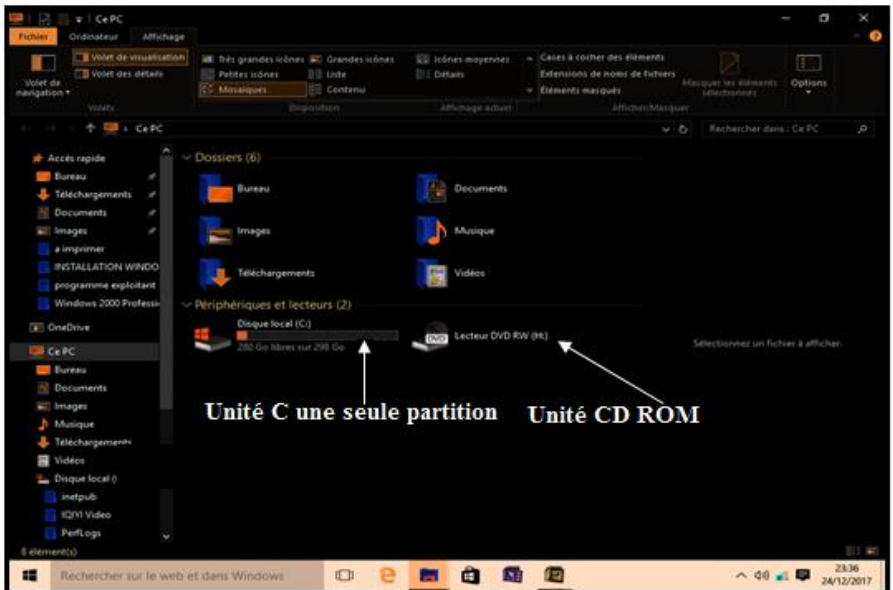 Ce PC
Fichier Ordinateur Affichage
Volet de navigation
Volet de visualisation
Volet des détails
Volets
Très grandes icônes Grandes icônes Icônes moyennes
Petites icônes Liste Détails
Mosaïques Contenu
Disposition
Affichage actuel
Cases à cocher des éléments
Extensions de noms de fichiers
Éléments masqués
Masquer les éléments sélectionnés
Afficher/Masquer
Options
Ce PC
Rechercher dans : Ce PC
Accès rapide
Bureau
Téléchargements
Documents
Images
a imprimer
INSTALLATION WINDO
programme exploitant
Windows 2000 Professi
OneDrive
Ce PC
Bureau
Documents
Images
Musique
Téléchargements
Vidéos
Disque local (
inetpub
IQIYI Video
PerfLogs
8 élément(s)
Dossiers (6)
Bureau Documents
Images Musique
Téléchargements Vidéos
Périphériques et lecteurs (2)
Disque local (C:)
280 Go libres sur 298 Go
Lecteur DVD RW (H:)
DVD
Sélectionnez un fichier à afficher.
Unité C une seule partition
Unité CD ROM
Rechercher sur le web et dans Windows
23:36
24/12/2017